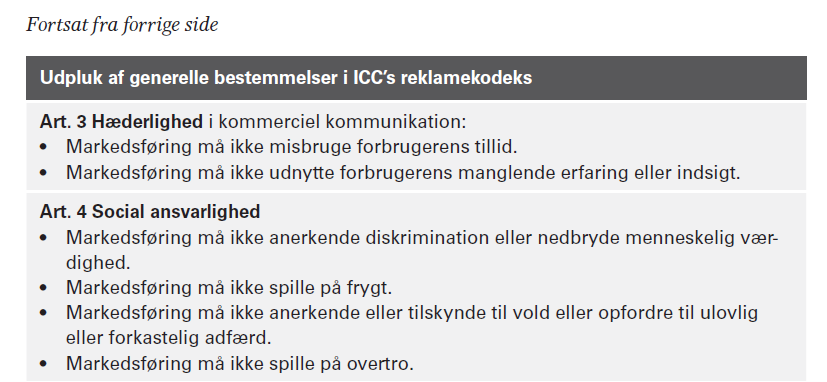 Fortsat fra forrige side
Udpluk af generelle bestemmelser i ICC’s reklamekodeks
Art. 3 Hæderlighed i kommerciel kommunikation:
• Markedsføring må ikke misbruge forbrugerens tillid.
• Markedsføring må ikke udnytte forbrugerens manglende erfaring eller indsigt.
Art. 4 Social ansvarlighed
• Markedsføring må ikke anerkende diskrimination eller nedbryde menneskelig vær-
dighed.
• Markedsføring må ikke spille på frygt.
• Markedsføring må ikke anerkende eller tilskynde til vold eller opfordre til ulovlig
eller forkastelig adfærd.
• Markedsføring må ikke spille på overtro.